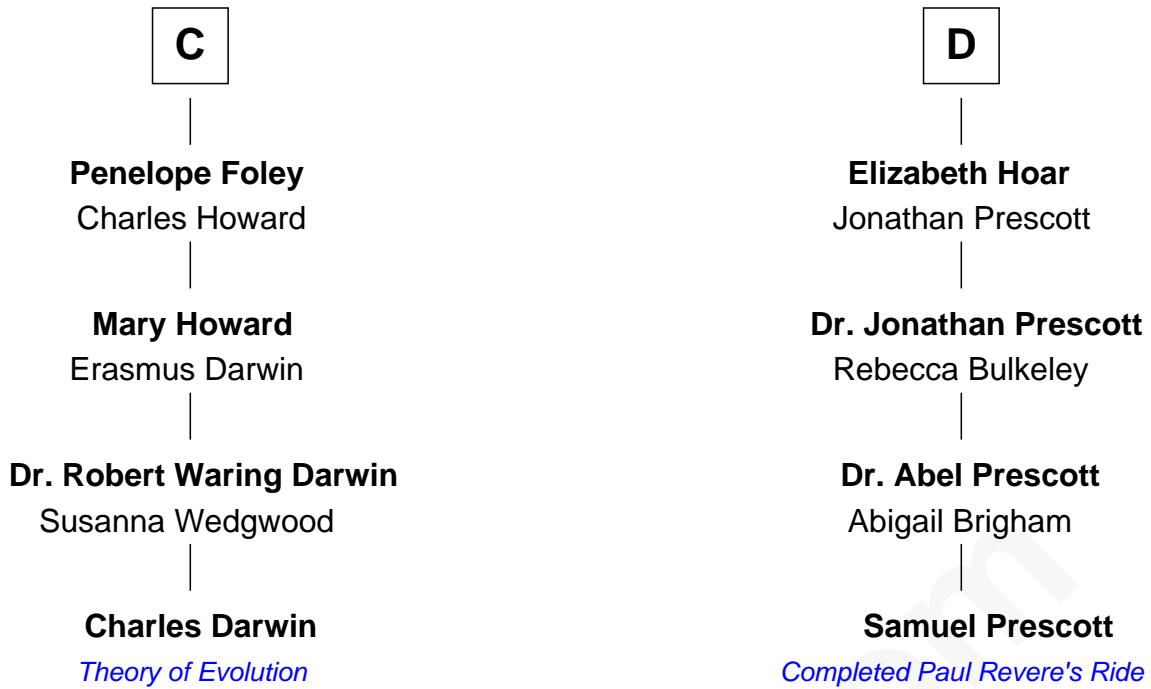 C
Penelope Foley
Charles Howard
Mary Howard
Erasmus Darwin
Dr. Robert Waring Darwin
Susanna Wedgwood
Charles Darwin
Theory of Evolution
D
Elizabeth Hoar
Jonathan Prescott
Dr. Jonathan Prescott
Rebecca Bulkeley
Dr. Abel Prescott
Abigail Brigham
Samuel Prescott
Completed Paul Revere's Ride
om